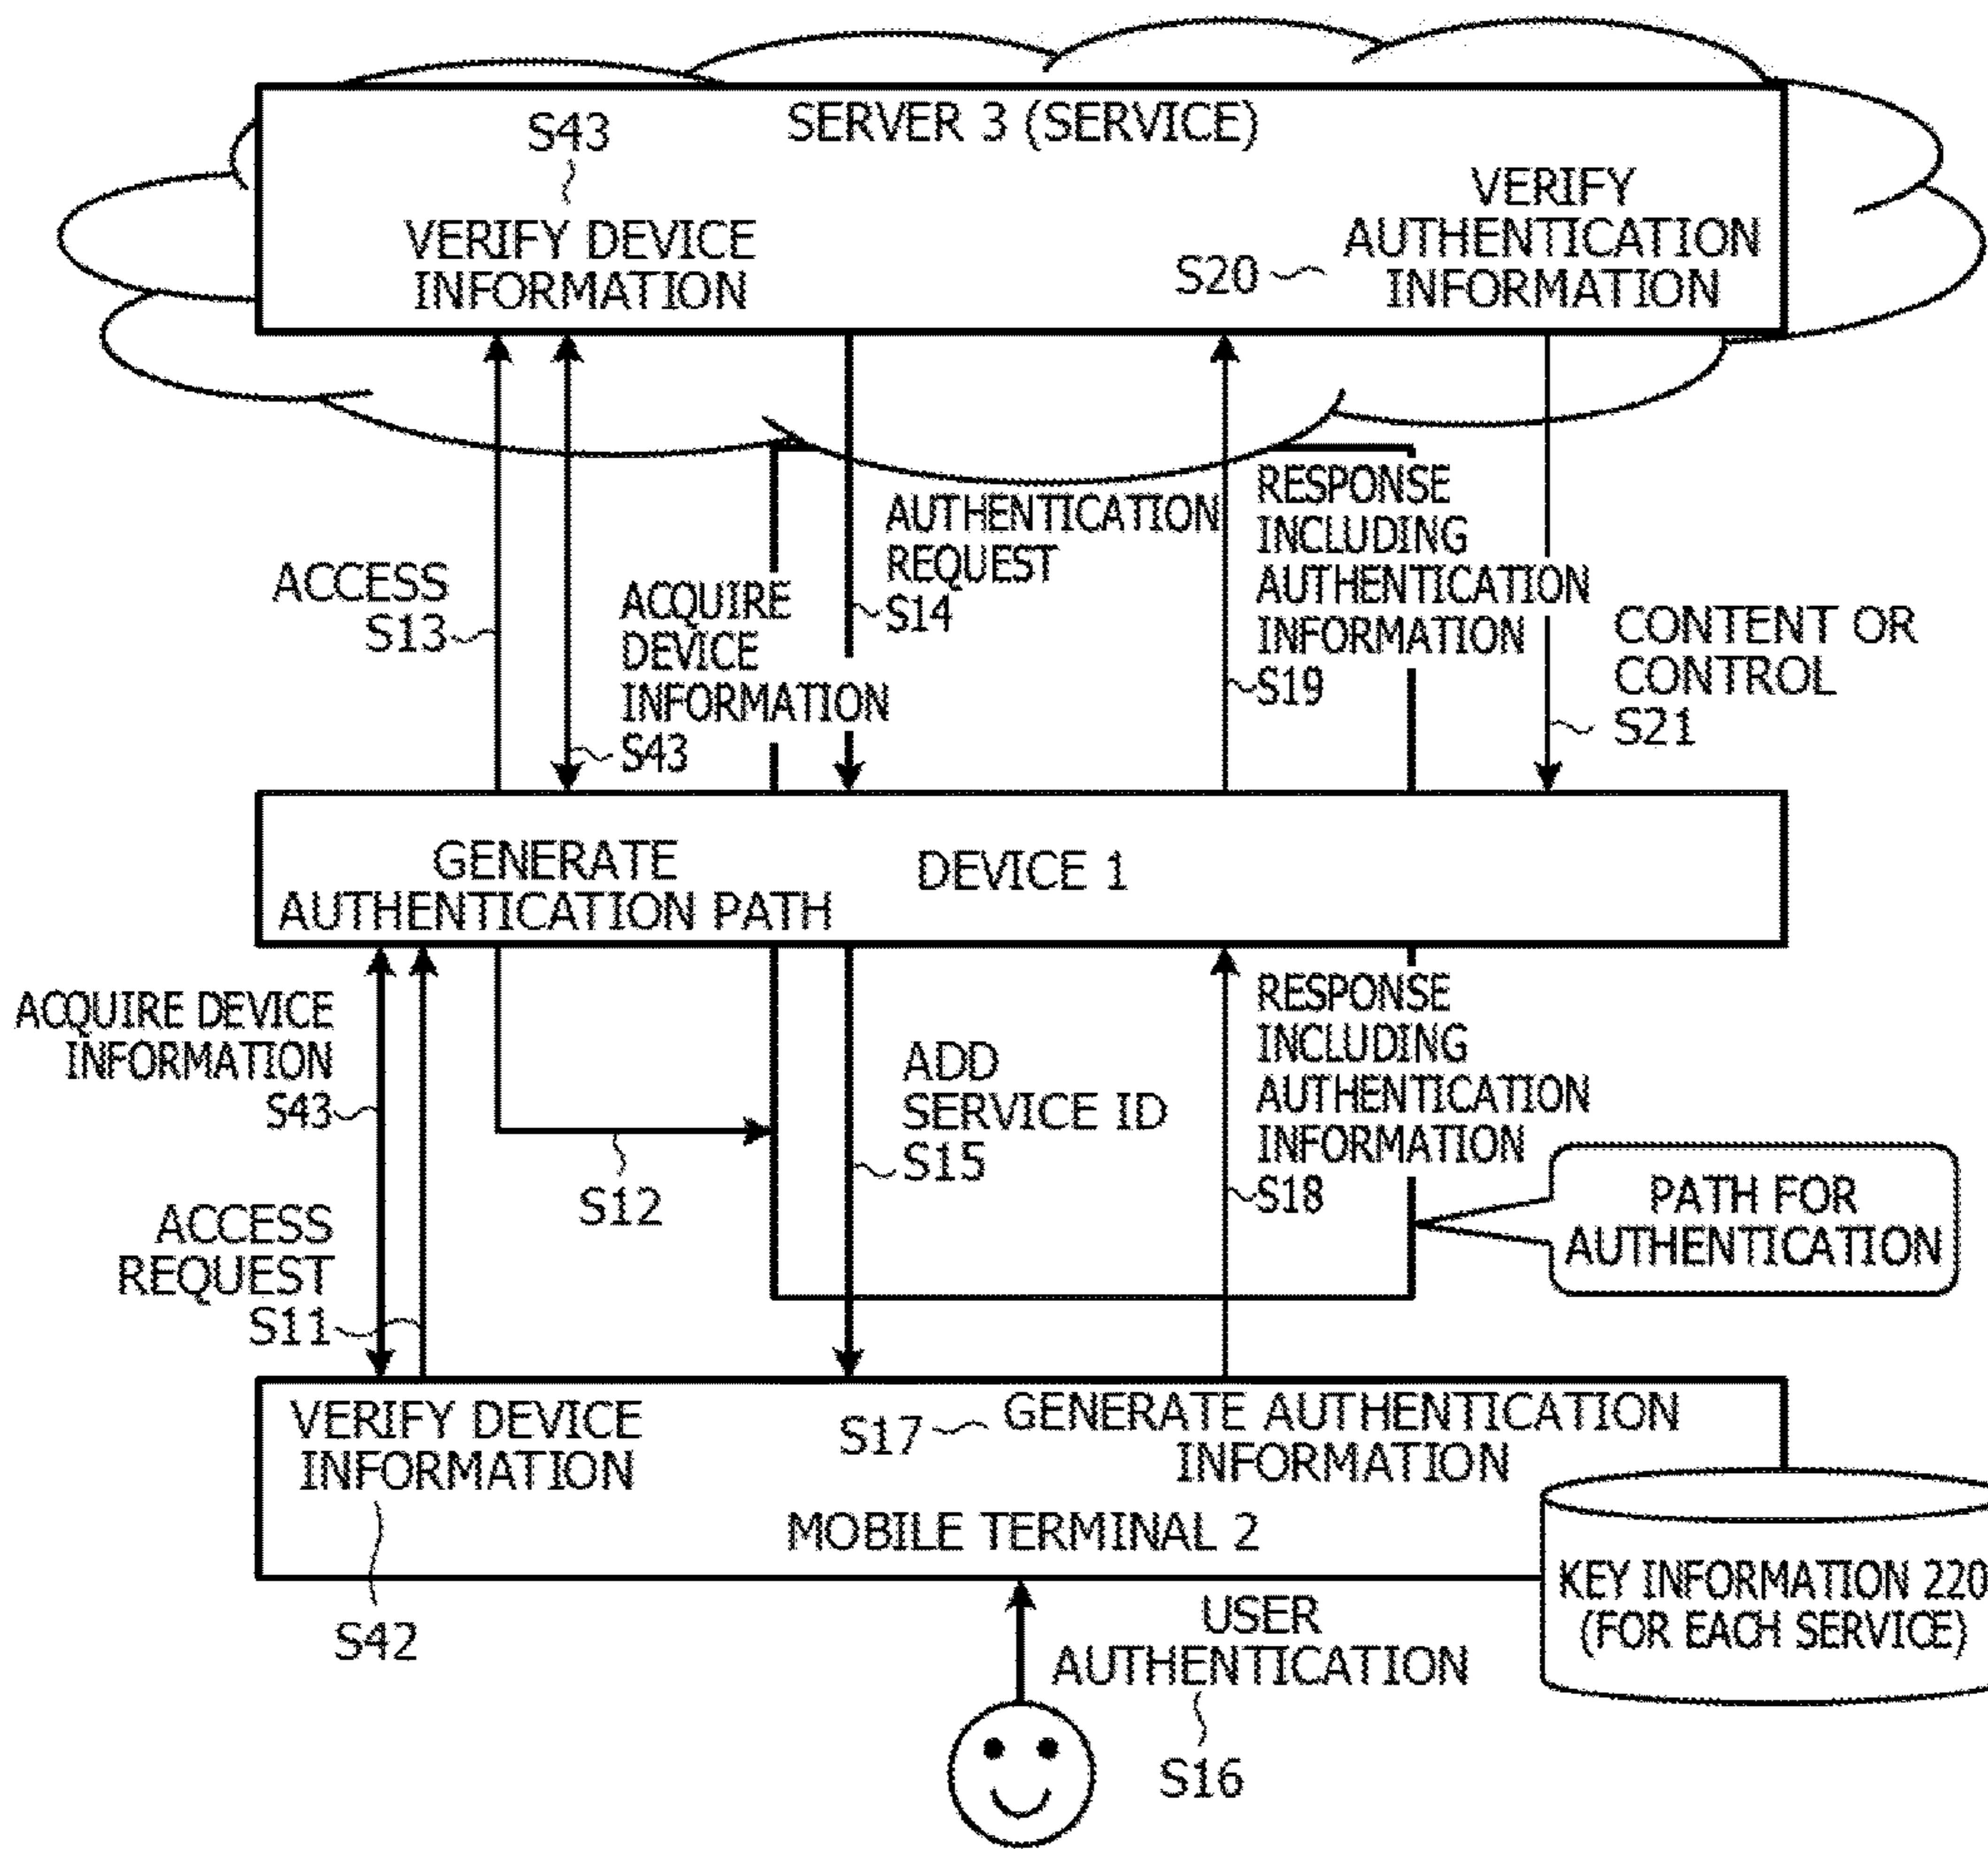 SERVER 3 (SERVICE)
S43
VERIFY DEVICE
INFORMATION
VERIFY
AUTHENTICATION
INFORMATION
S20
ACCESS
S13
ACQUIRE
DEVICE
INFORMATION
S43
AUTHENTICATION
REQUEST
S14
RESPONSE
INCLUDING
AUTHENTICATION
INFORMATION
S19
CONTENT OR
CONTROL
S21
GENERATE
AUTHENTICATION PATH
DEVICE 1
ACQUIRE DEVICE
INFORMATION
S43
ACCESS
REQUEST
S11
S12
ADD
SERVICE ID
S15
RESPONSE
INCLUDING
AUTHENTICATION
INFORMATION
S18
PATH FOR
AUTHENTICATION
VERIFY DEVICE
INFORMATION
S42
S17
GENERATE AUTHENTICATION
INFORMATION
MOBILE TERMINAL 2
KEY INFORMATION 220
(FOR EACH SERVICE)
USER
AUTHENTICATION
S16